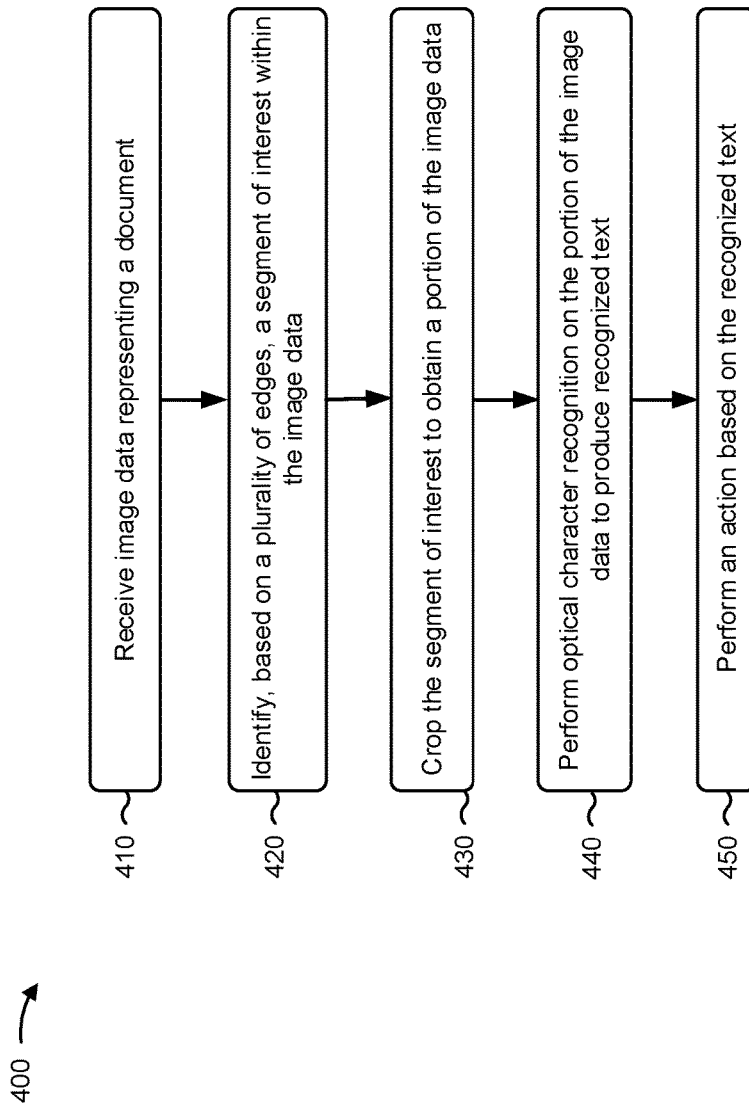 400
410
Receive image data representing a document
420
Identify, based on a plurality of edges, a segment of interest within
the image data
430
Crop the segment of interest to obtain a portion of the image data
440
Perform optical character recognition on the portion of the image
data to produce recognized text
450
Perform an action based on the recognized text